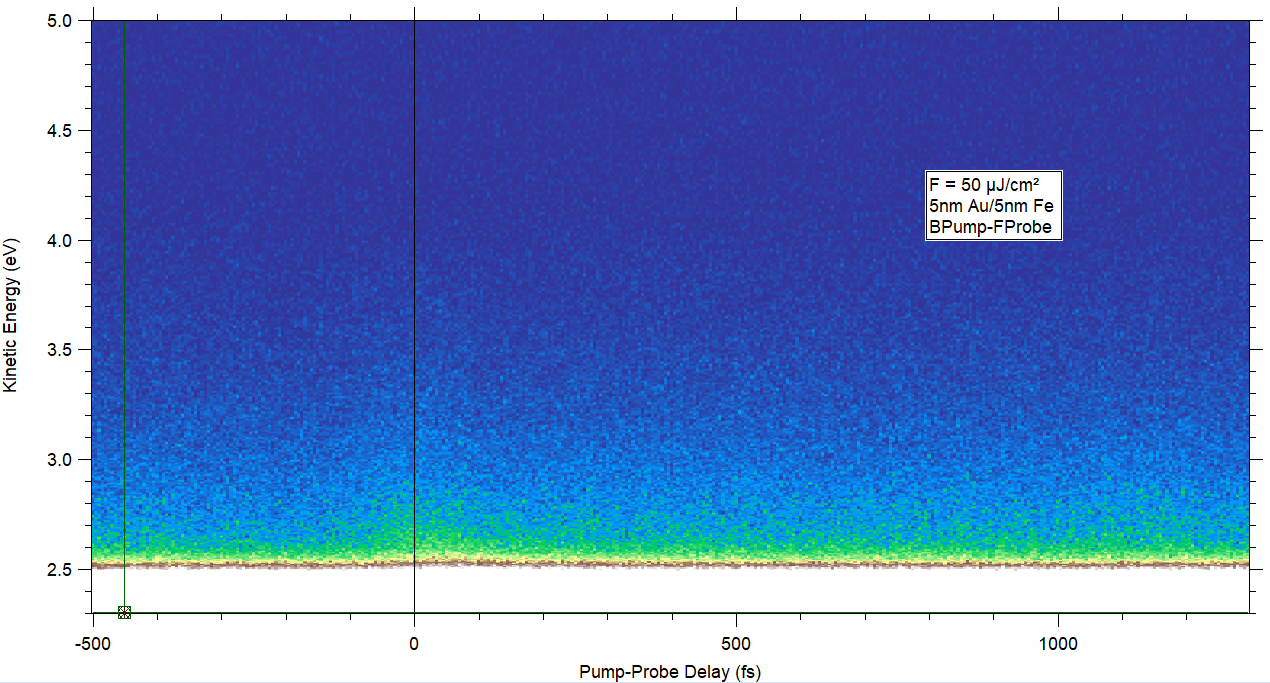 5.0
4.5
4.0
3.5
3.0
2.5
Kinetic Energy (eV)
F = 50 µJ/cm²
5nm Au/5nm Fe
BPump-FProbe
-500 0 500 1000
Pump-Probe Delay (fs)